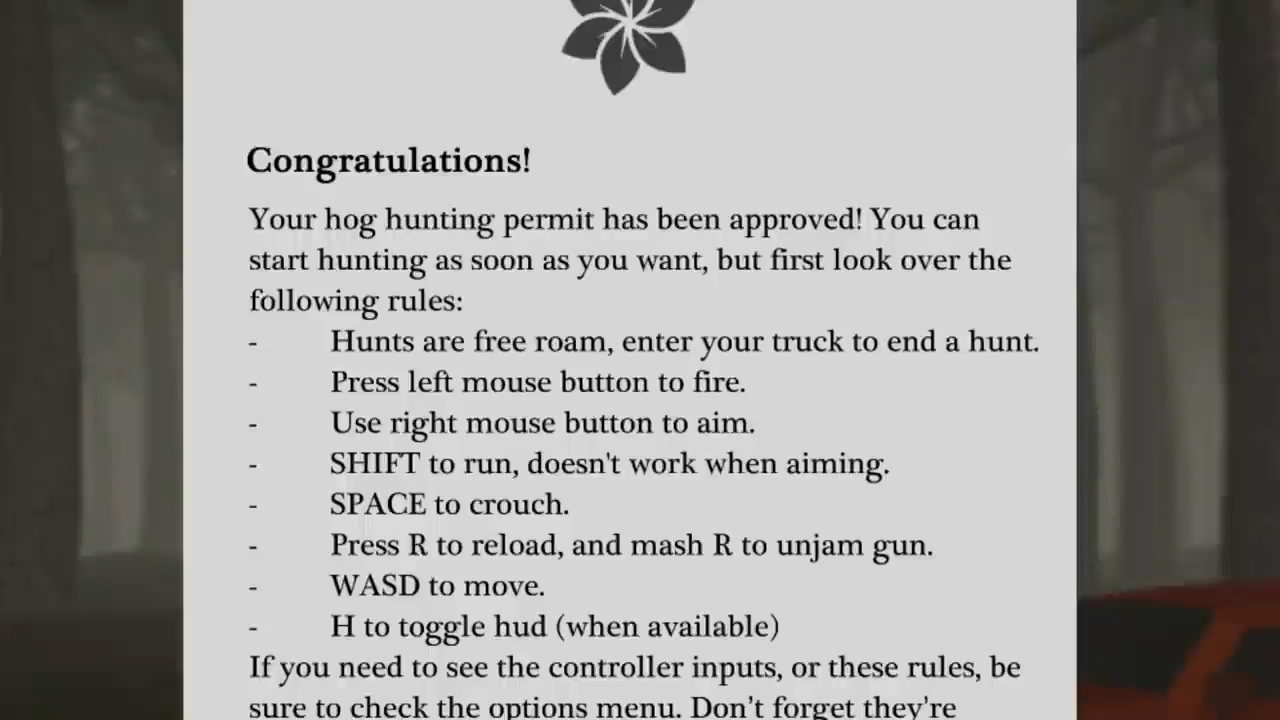 Congratulations!
Your hog hunting permit has been approved! You can
start hunting as soon as you want, but first look over the
following rules:
- Hunts are free roam, enter your truck to end a hunt.
- Press left mouse button to fire.
- Use right mouse button to aim.
- SHIFT to run, doesn't work when aiming.
- SPACE to crouch.
- Press R to reload, and mash R to unjam gun.
- WASD to move.
- H to toggle hud (when available)
If you need to see the controller inputs, or these rules, be
sure to check the options menu. Don't forget they're